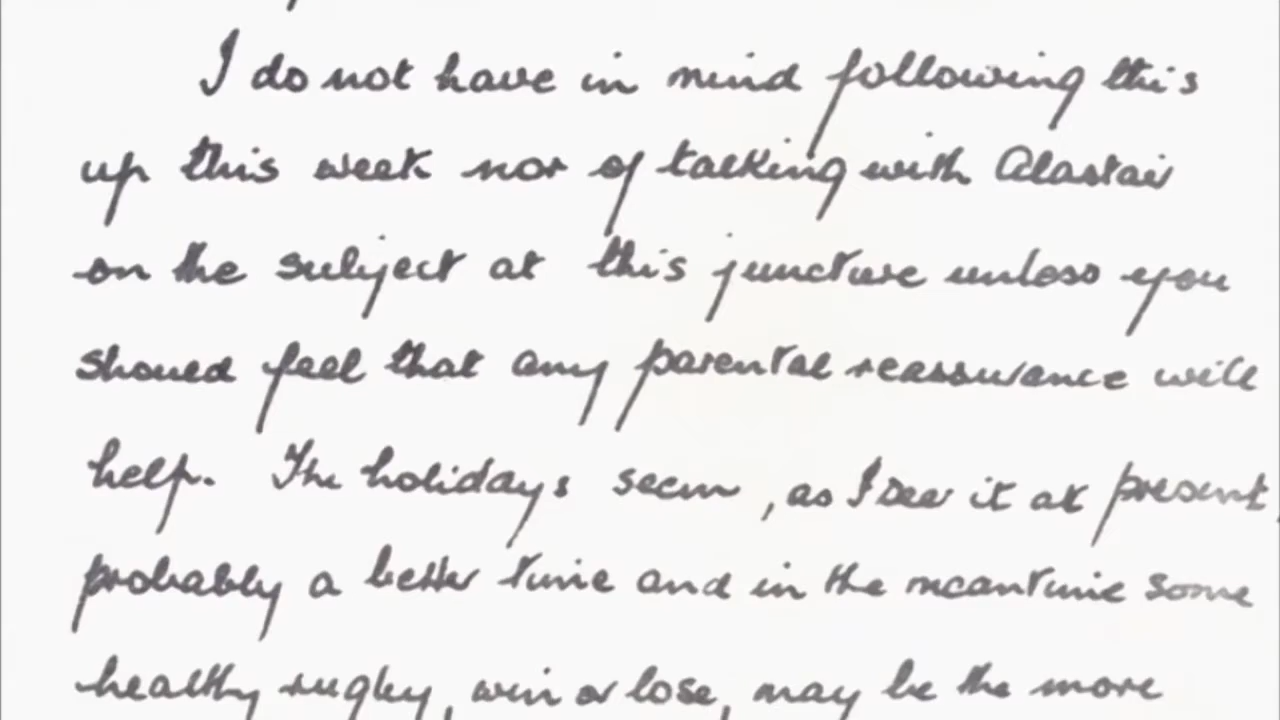 I do not have in mind following this
up this week nor of talking with Alastair
on the subject at this juncture unless you
should feel that any parental reassurance will
help. The holidays seem, as I see it at present,
probably a better time and in the meantime some
healthy rugby, win or lose, may be the more